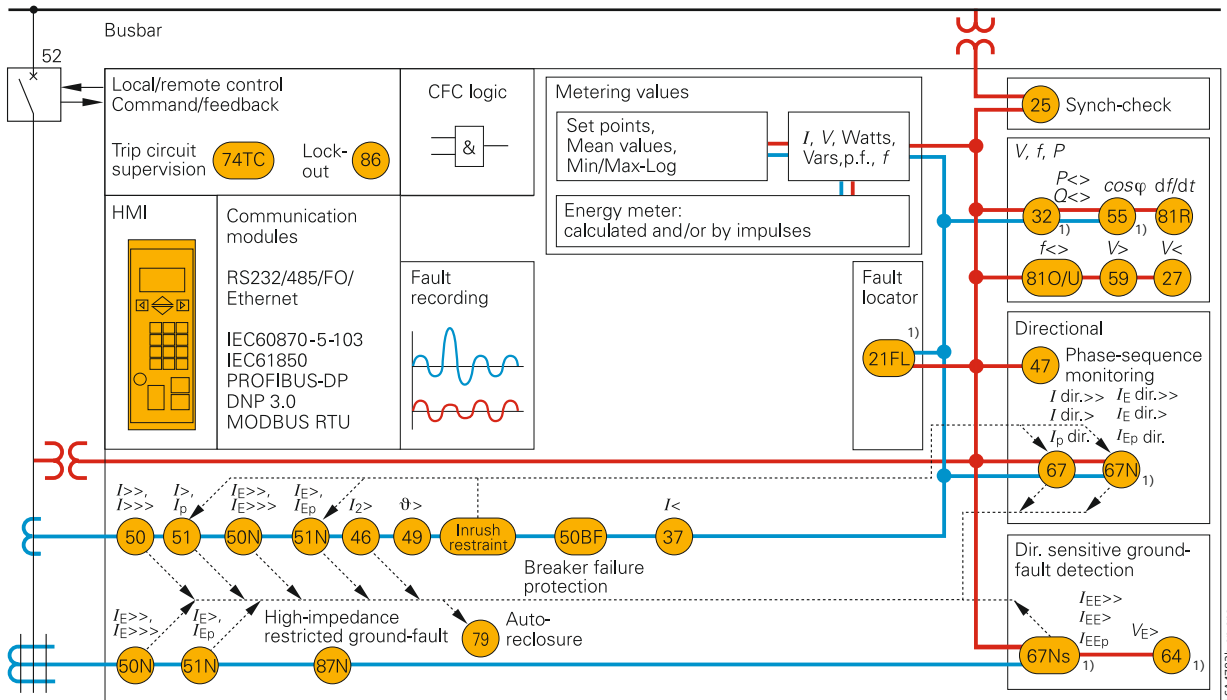 Busbar
52
Local/remote control
Command/feedback
Trip circuit
supervision
74TC
Lock-
out
86
CFC logic
&
Metering values
Set points,
Mean values,
Min/Max-Log
I, V, Watts,
Vars,p.f., f
Energy meter:
calculated and/or by impulses
25
Synch-check
V, f, P
P<>
Q<>
cosφ
df/dt
32
1)
55
1)
81R
f<>
V>
V<
81O/U
59
27
HMI
Communication
modules
RS232/485/FO/
Ethernet
IEC60870-5-103
IEC61850
PROFIBUS-DP
DNP 3.0
MODBUS RTU
Fault
recording
Fault
locator
1)
21FL
Directional
47
Phase-sequence
monitoring
I dir.>>
I dir.>
Ip dir.
IE dir.>>
IE dir.>
IEp dir.
67
67N
1)
I>>,
I>>>
I>,
Ip
IE>>,
IE>>>
IE>,
IEp
I2>
ϑ>
I<
50
51
50N
51N
46
49
Inrush
restraint
50BF
37
Breaker failure
protection
Dir. sensitive ground-
fault detection
IEE>>
IEE>
IEEp
VE>
67Ns
1)
64
1)
IE>>,
IE>>>
IE>,
IEp
High-impedance
restricted ground-fault
79
Auto-
reclosure
50N
51N
87N